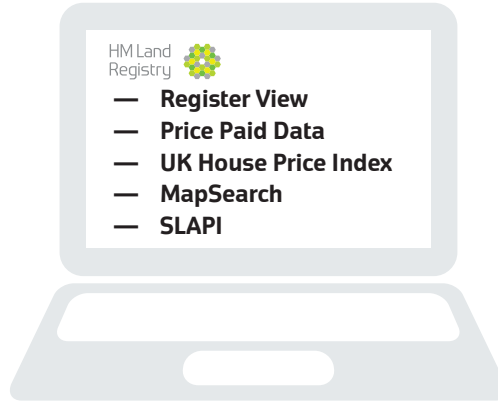 HM Land
Registry
— Register View
— Price Paid Data
— UK House Price Index
— MapSearch
— SLAPI